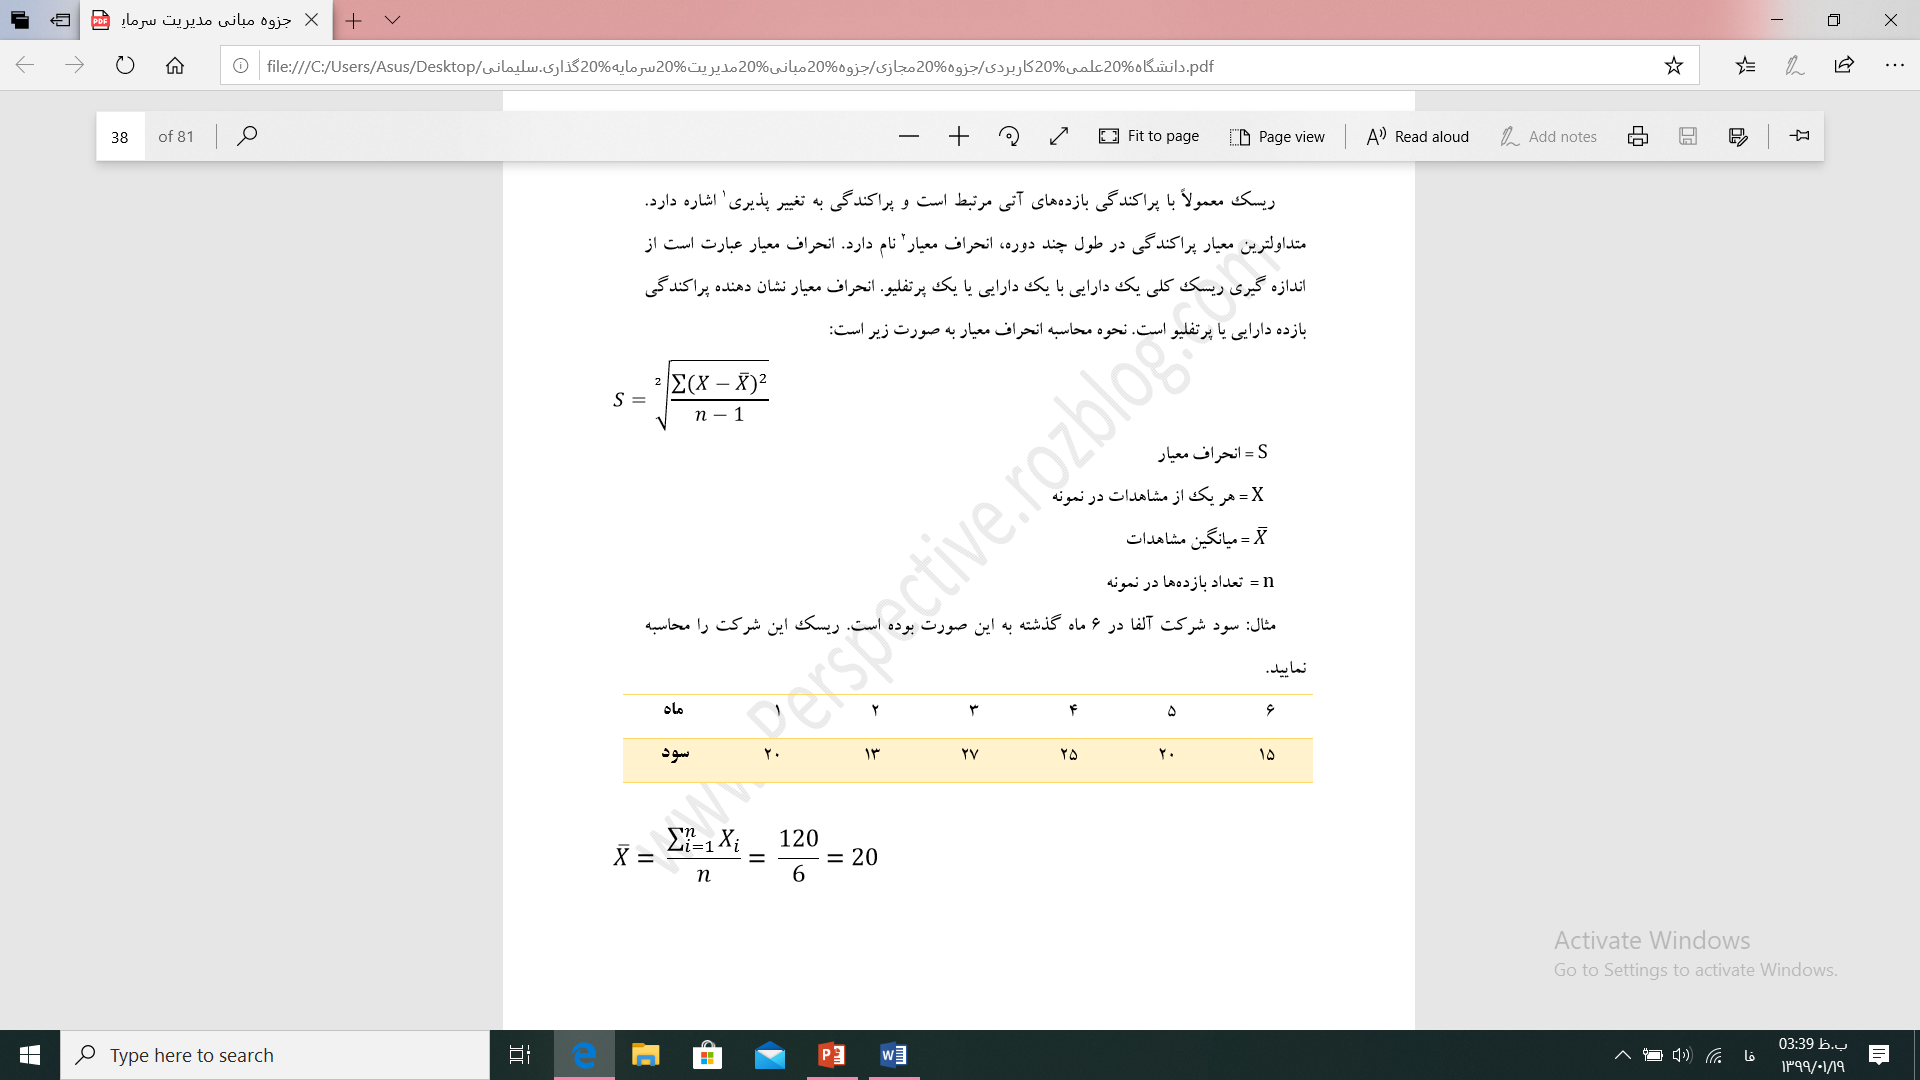 جزوه مبانی مدیریت سرمای
file:///C:/Users/Asus/Desktop/دانشگاه%20علمی%20کاربردی/جزوه%20مجازی/جزوه%20مبانی%20مدیریت%20سرمایه%20گذاری.سلیمانی.pdf
38 of 81 Fit to page Page view Read aloud Add notes
ریسک معمولاً با پراکندگی بازده‌های آتی مرتبط است و پراکندگی به تغییر پذیری۱ اشاره دارد.
متداولترین معیار پراکندگی در طول چند دوره، انحراف معیار۲ نام دارد. انحراف معیار عبارت است از
اندازه گیری ریسک کلی یک دارایی با یک دارایی یا یک پرتفلیو. انحراف معیار نشان دهنده پراکندگی
بازده دارایی یا پرتفلیو است. نحوه محاسبه انحراف معیار به صورت زیر است:
S = ²√(∑(X − X̄)² / (n − 1))
S = انحراف معیار
X = هر یک از مشاهدات در نمونه
X̄ = میانگین مشاهدات
n = تعداد بازده‌ها در نمونه
مثال: سود شرکت آلفا در ۶ ماه گذشته به این صورت بوده است. ریسک این شرکت را محاسبه
نمایید.
ماه ۱ ۲ ۳ ۴ ۵ ۶
سود ۲۰ ۱۳ ۲۷ ۲۵ ۲۰ ۱۵
X̄ = ∑ⁿᵢ₌₁ Xᵢ / n = 120 / 6 = 20
www.Perspective.rozblog.com
Activate Windows
Go to Settings to activate Windows.
Type here to search
فا
03:39 ب.ظ
۱۳۹۹/۰۱/۱۹